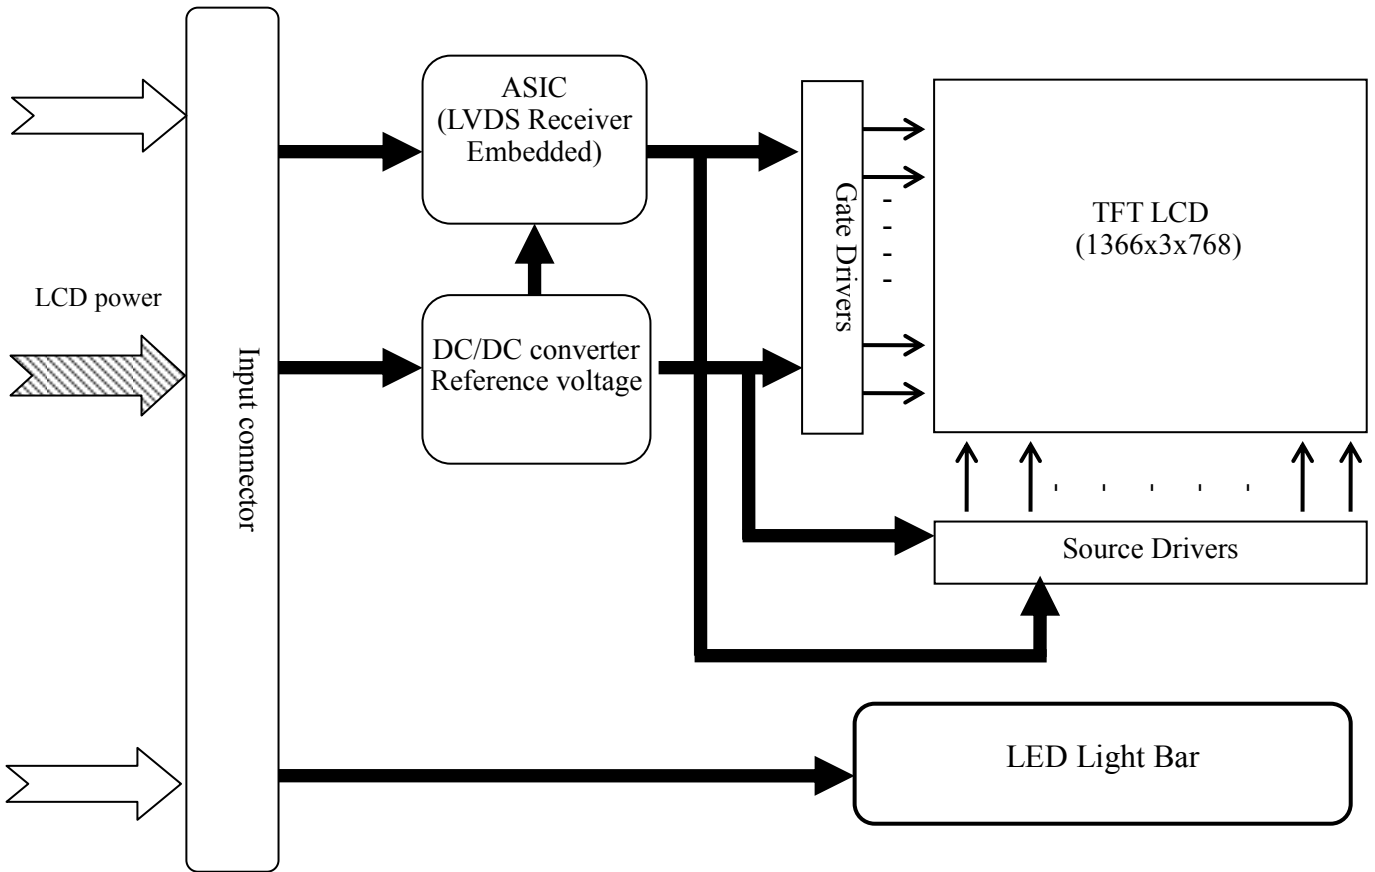 ASIC
(LVDS Receiver
Embedded)
Gate Drivers
TFT LCD
(1366x3x768)
LCD power
Input connector
DC/DC converter
Reference voltage
Source Drivers
LED Light Bar